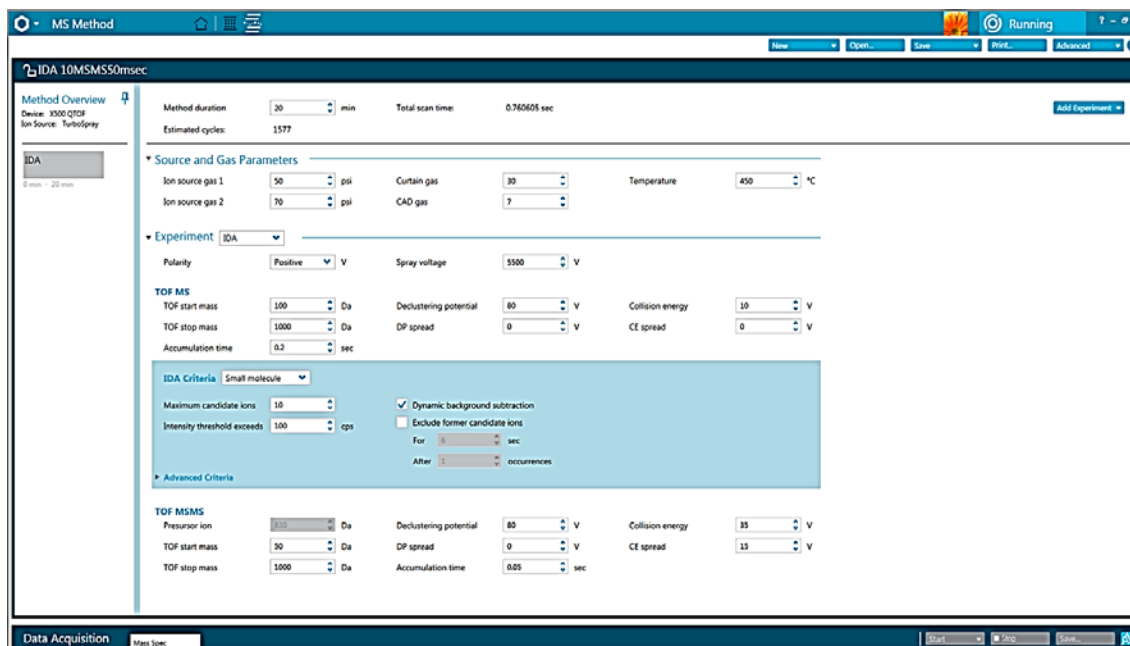 MS Method
Running
? – 
New Open... Save Print... Advanced
IDA 10MSMS50msec
Method Overview
Device: X500 QTOF
Ion Source: TurboSpray
IDA
0 min - 20 min
Method duration 20 min Total scan time: 0.760605 sec Add Experiment
Estimated cycles: 1577
Source and Gas Parameters
Ion source gas 1 50 psi Curtain gas 30 Temperature 450 °C
Ion source gas 2 70 psi CAD gas 7
Experiment IDA
Polarity Positive V Spray voltage 5500 V
TOF MS
TOF start mass 100 Da Declustering potential 80 V Collision energy 10 V
TOF stop mass 1000 Da DP spread 0 V CE spread 0 V
Accumulation time 0.2 sec
IDA Criteria Small molecule
Maximum candidate ions 10 Dynamic background subtraction
Intensity threshold exceeds 100 cps Exclude former candidate ions
For 6 sec
After 1 occurrences
Advanced Criteria
TOF MSMS
Presursor ion Da Declustering potential 80 V Collision energy 35 V
TOF start mass 50 Da DP spread 0 V CE spread 15 V
TOF stop mass 1000 Da Accumulation time 0.05 sec
Data Acquisition Mass Spec Start Stop Save...